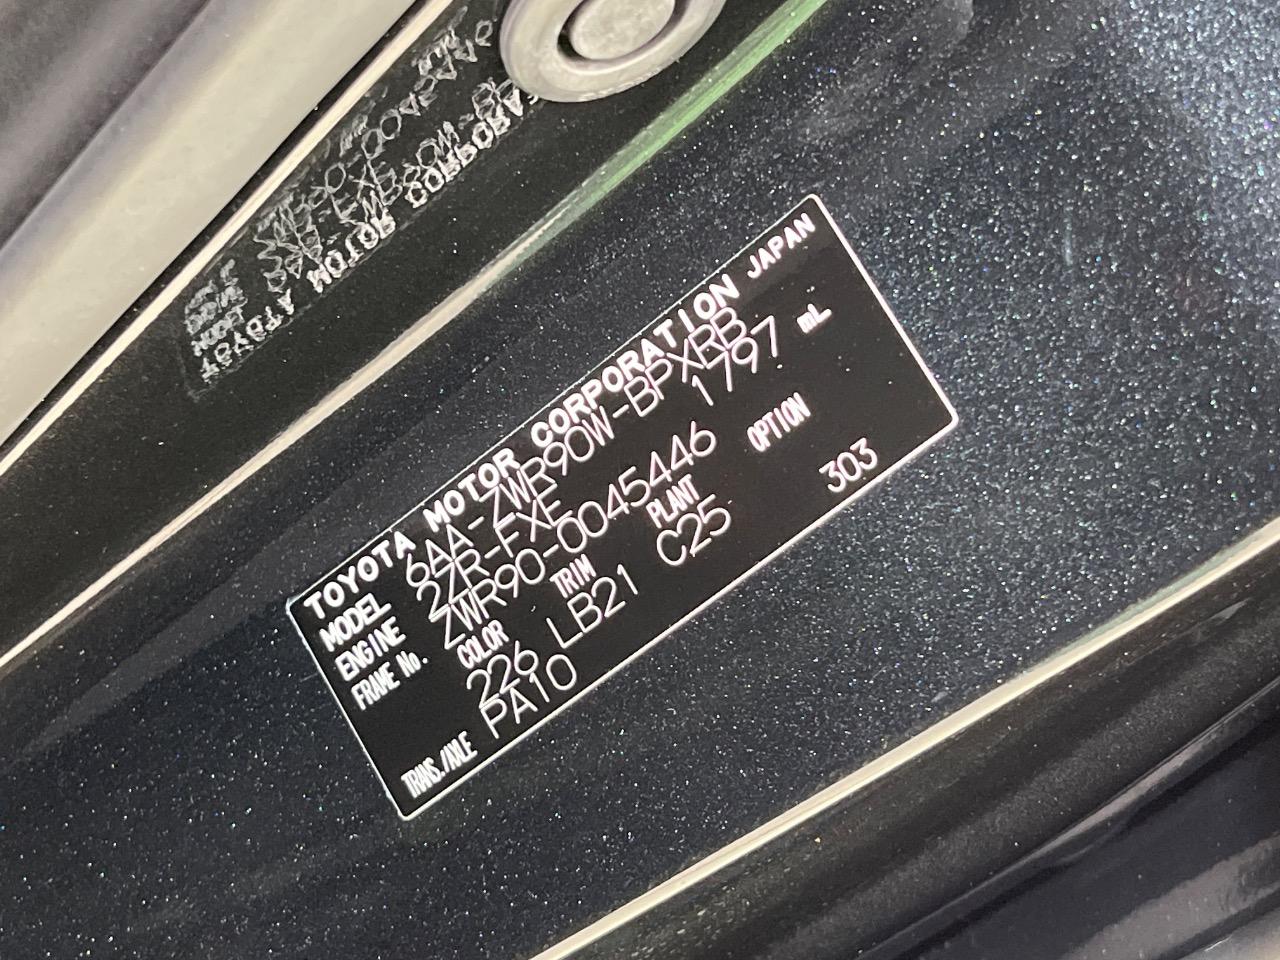 TOYOTA MOTOR CORPORATION JAPAN
MODEL 6AA-ZWR90W-BPXRB
ENGINE 2ZR-FXE 1797 mL
FRAME No. ZWR90-0045446
COLOR TRIM PLANT OPTION
226 LB21 C25 303
TRANS./AXLE PA10